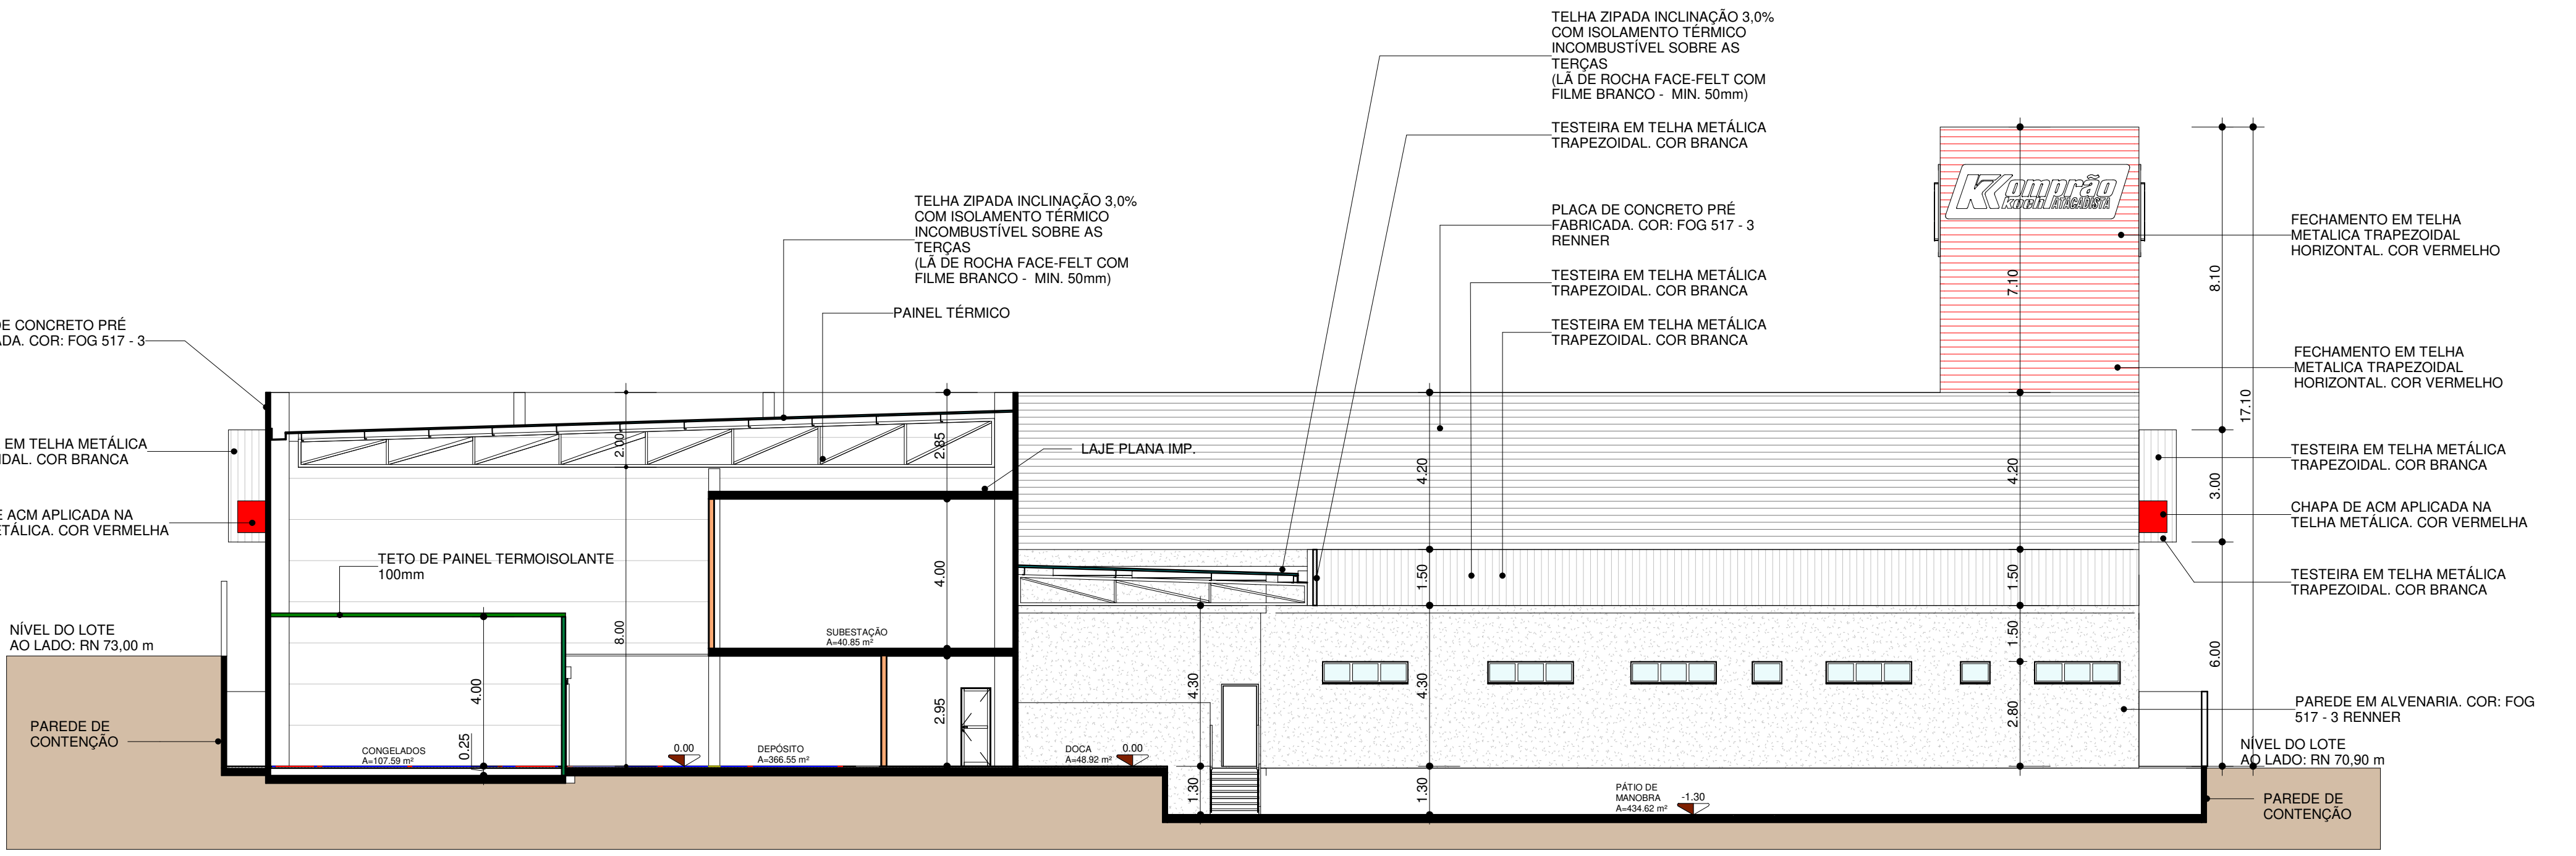 TELHA ZIPADA INCLINAÇÃO 3,0%
COM ISOLAMENTO TÉRMICO
INCOMBUSTÍVEL SOBRE AS
TERÇAS
(LÃ DE ROCHA FACE-FELT COM
FILME BRANCO - MIN. 50mm)
TESTEIRA EM TELHA METÁLICA
TRAPEZOIDAL. COR BRANCA
PLACA DE CONCRETO PRÉ
FABRICADA. COR: FOG 517 - 3
RENNER
TESTEIRA EM TELHA METÁLICA
TRAPEZOIDAL. COR BRANCA
TESTEIRA EM TELHA METÁLICA
TRAPEZOIDAL. COR BRANCA
TELHA ZIPADA INCLINAÇÃO 3,0%
COM ISOLAMENTO TÉRMICO
INCOMBUSTÍVEL SOBRE AS
TERÇAS
(LÃ DE ROCHA FACE-FELT COM
FILME BRANCO - MIN. 50mm)
PAINEL TÉRMICO
DE CONCRETO PRÉ
ADA. COR: FOG 517 - 3
EM TELHA METÁLICA
IDAL. COR BRANCA
E ACM APLICADA NA
ETÁLICA. COR VERMELHA
TETO DE PAINEL TERMOISOLANTE
100mm
NÍVEL DO LOTE
AO LADO: RN 73,00 m
PAREDE DE
CONTENÇÃO
CONGELADOS
A=107.59 m²
4.00
0.25
2.00
8.00
0.00
DEPÓSITO
A=366.55 m²
SUBESTAÇÃO
A=40.85 m²
2.85
4.00
2.95
LAJE PLANA IMP.
DOCA
A=48.92 m²
0.00
4.30
1.30
4.20
1.50
4.30
1.30
PÁTIO DE
MANOBRA
A=434.62 m²
-1.30
Komprão
koch ATACADISTA
7.10
4.20
1.50
1.50
2.80
8.10
3.00
6.00
17.10
FECHAMENTO EM TELHA
METALICA TRAPEZOIDAL
HORIZONTAL. COR VERMELHO
FECHAMENTO EM TELHA
METALICA TRAPEZOIDAL
HORIZONTAL. COR VERMELHO
TESTEIRA EM TELHA METÁLICA
TRAPEZOIDAL. COR BRANCA
CHAPA DE ACM APLICADA NA
TELHA METÁLICA. COR VERMELHA
TESTEIRA EM TELHA METÁLICA
TRAPEZOIDAL. COR BRANCA
PAREDE EM ALVENARIA. COR: FOG
517 - 3 RENNER
NÍVEL DO LOTE
AO LADO: RN 70,90 m
PAREDE DE
CONTENÇÃO